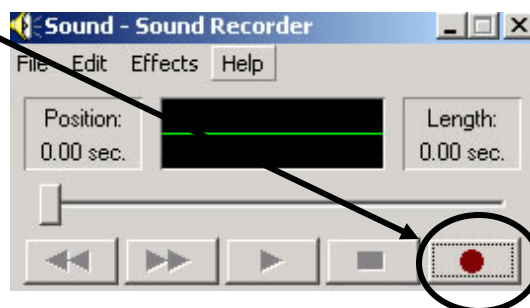 Sound - Sound Recorder
File Edit Effects Help
Position: Length:
0.00 sec. 0.00 sec.